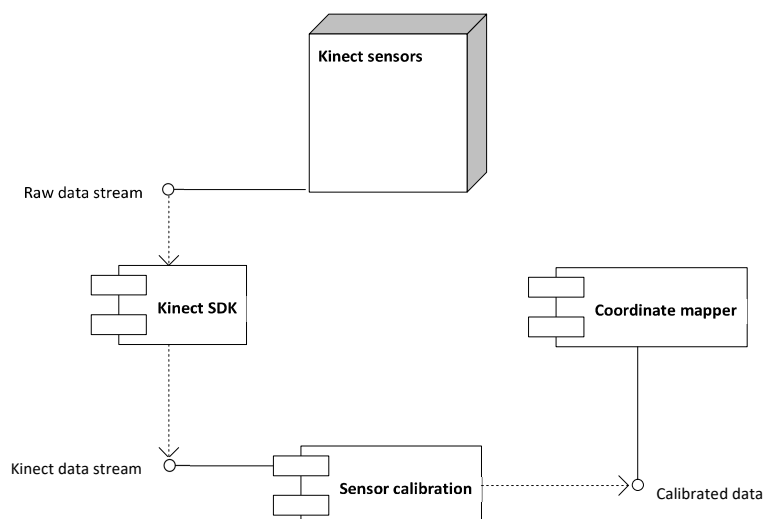 Kinect sensors
Raw data stream
Kinect SDK
Coordinate mapper
Kinect data stream
Sensor calibration
Calibrated data